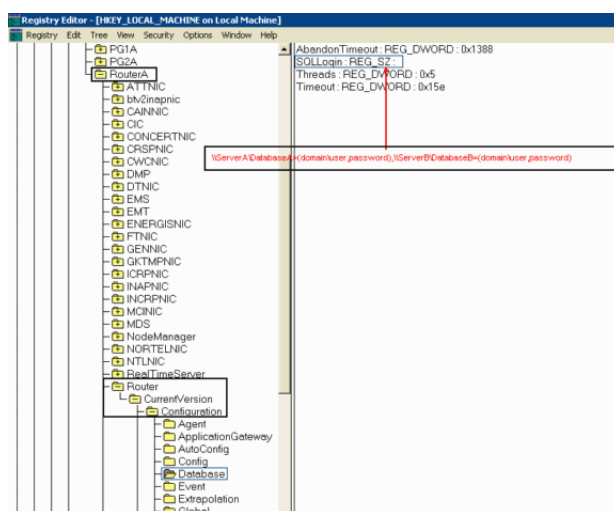 Registry Editor - [HKEY_LOCAL_MACHINE on Local Machine]
Registry Edit Tree View Security Options Window Help
PG1A
PG2A
RouterA
ATTNIC
btv2inapnic
CAINNIC
CIC
CONCERTNIC
CRSPNIC
CWCNIC
DMP
DTNIC
EMS
EMT
ENERGISNIC
FTNIC
GENNIC
GKTMPNIC
ICRPNIC
INAPNIC
INCRPNIC
MCINIC
MDS
NodeManager
NORTELNIC
NTLNIC
RealTimeServer
Router
CurrentVersion
Configuration
Agent
ApplicationGateway
AutoConfig
Config
Database
Event
Extrapolation
Global
AbandonTimeout : REG_DWORD : 0x1388
SQLLogin : REG_SZ :
Threads : REG_DWORD : 0x5
Timeout : REG_DWORD : 0x15e
\\ServerA\DatabaseA=(domain\user,password),\\ServerB\DatabaseB=(domain\user,password)